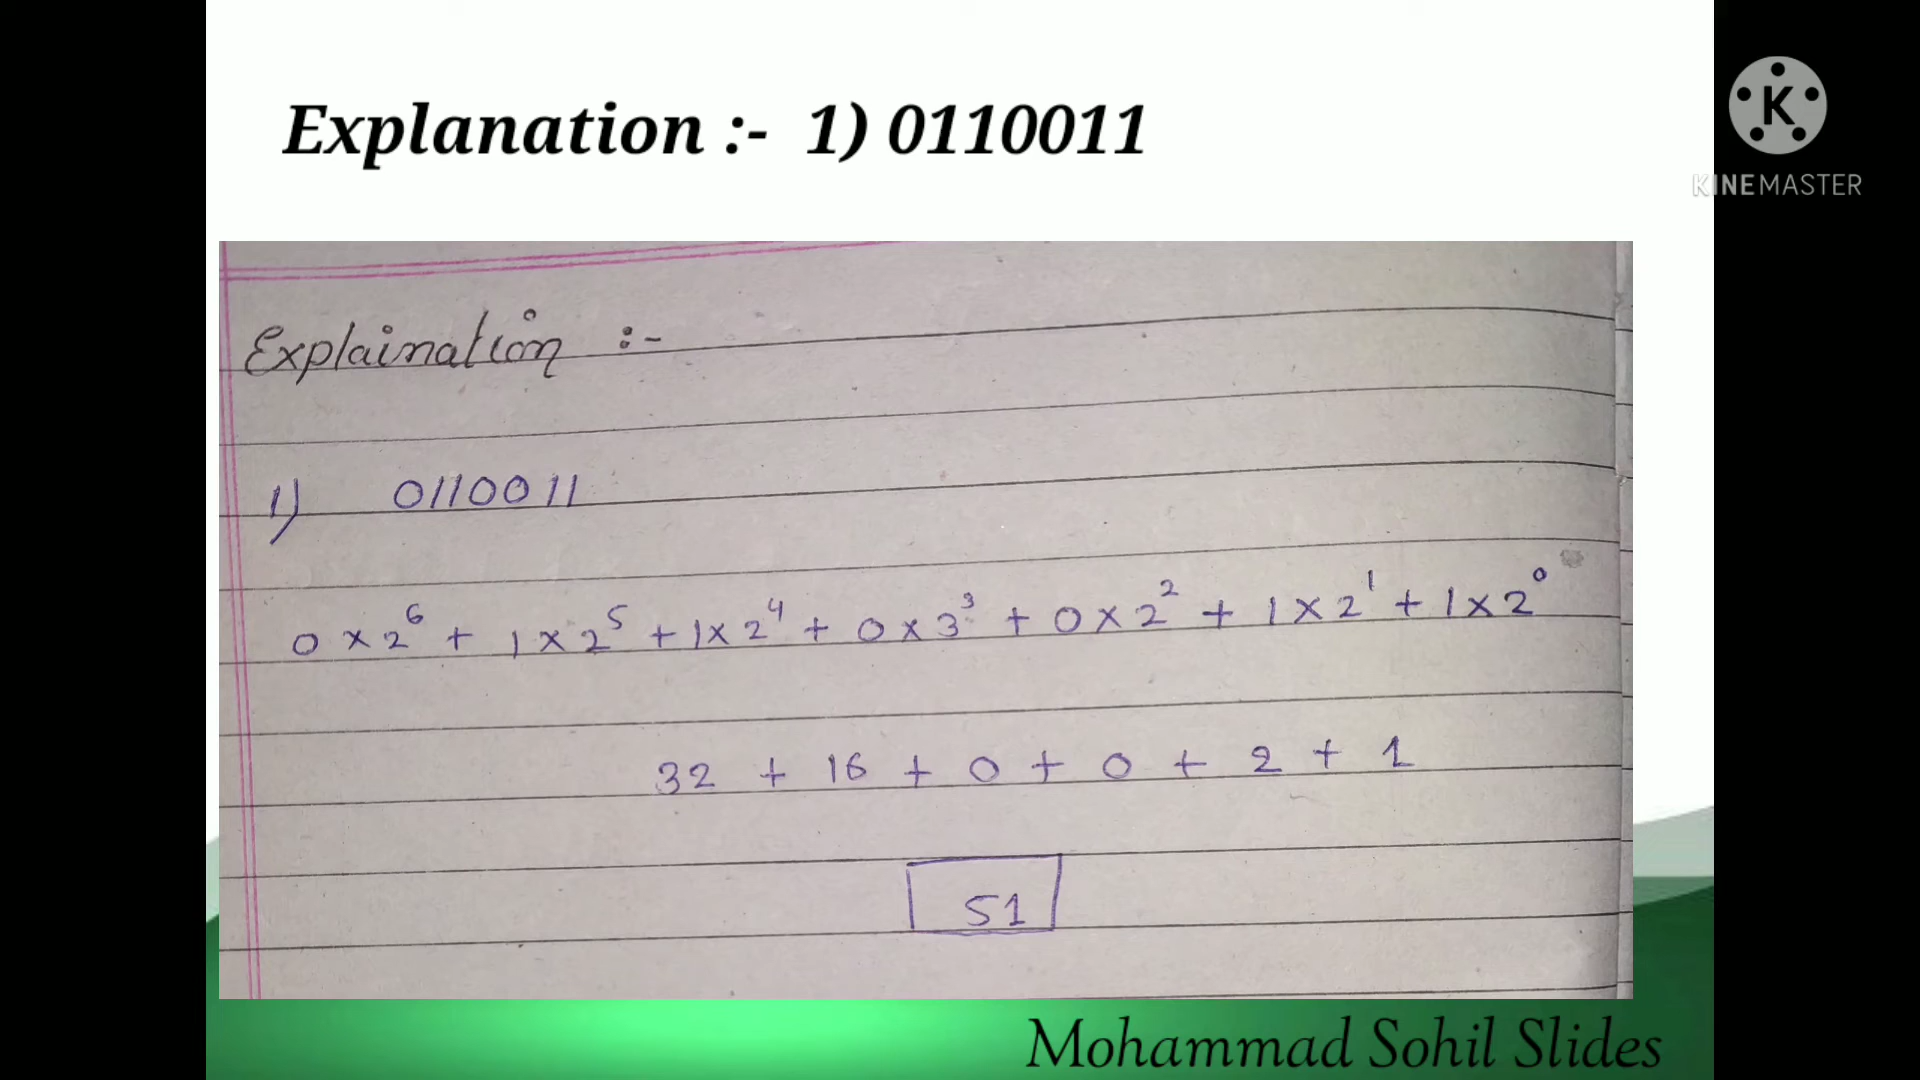 Explanation :- 1) 0110011
KINEMASTER
Explaination :-
1) 0110011
0 × 2⁶ + 1 × 2⁵ + 1 × 2⁴ + 0 × 3³ + 0 × 2² + 1 × 2¹ + 1 × 2⁰
32 + 16 + 0 + 0 + 2 + 1
51
Mohammad Sohil Slides